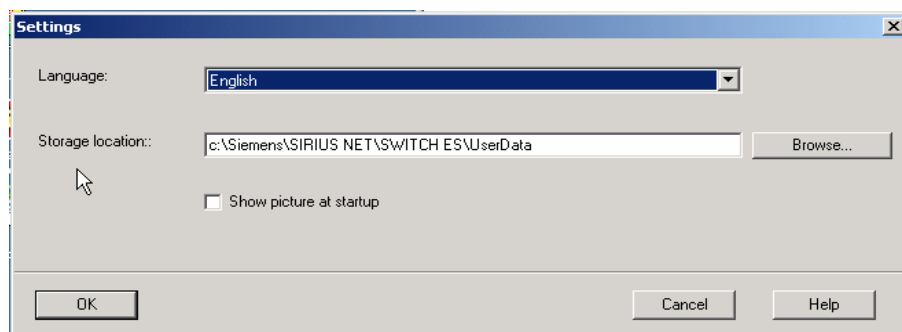 Settings
Language:
English
Storage location::
c:\Siemens\SIRIUS NET\SWITCH ES\UserData
Browse...
Show picture at startup
OK
Cancel
Help